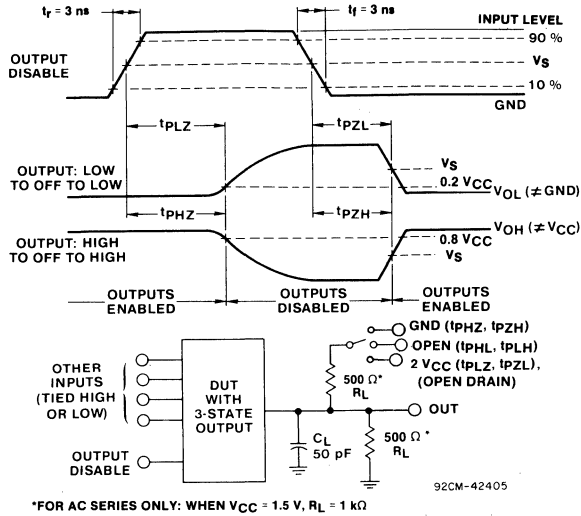 tr = 3 ns
tf = 3 ns
INPUT LEVEL
90 %
VS
10 %
GND
OUTPUT
DISABLE
tPLZ
tPZL
OUTPUT: LOW
TO OFF TO LOW
VS
0.2 VCC
VOL (≠GND)
tPHZ
tPZH
OUTPUT: HIGH
TO OFF TO HIGH
VOH (≠VCC)
0.8 VCC
VS
OUTPUTS
ENABLED
OUTPUTS
DISABLED
OUTPUTS
ENABLED
GND (tPHZ, tPZH)
OPEN (tPHL, tPLH)
2 VCC (tPLZ, tPZL),
(OPEN DRAIN)
OTHER
INPUTS
(TIED HIGH
OR LOW)
OUTPUT
DISABLE
DUT
WITH
3-STATE
OUTPUT
500 Ω*
RL
OUT
CL
50 pF
500 Ω*
RL
92CM-42405
*FOR AC SERIES ONLY: WHEN VCC = 1.5 V, RL = 1 kΩ